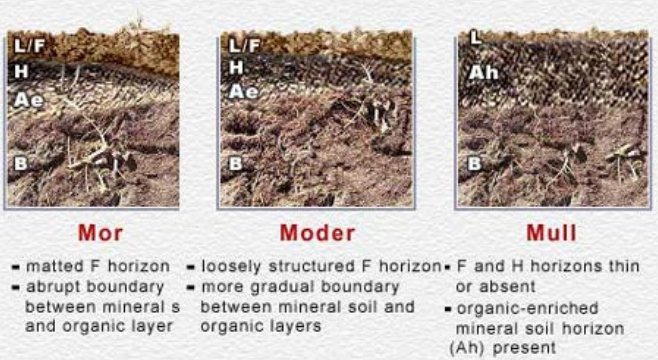 L/F
H
Ae
B
Mor
▪ matted F horizon
▪ abrupt boundary
between mineral s
and organic layer
L/F
H
Ae
B
Moder
▪ loosely structured F horizon
▪ more gradual boundary
between mineral soil and
organic layers
L
Ah
B
Mull
▪ F and H horizons thin
or absent
▪ organic-enriched
mineral soil horizon
(Ah) present